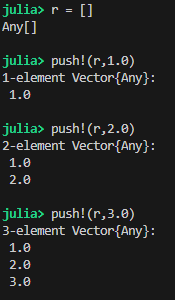 julia> r = []
Any[]
julia> push!(r,1.0)
1-element Vector{Any}:
 1.0
julia> push!(r,2.0)
2-element Vector{Any}:
 1.0
 2.0
julia> push!(r,3.0)
3-element Vector{Any}:
 1.0
 2.0
 3.0